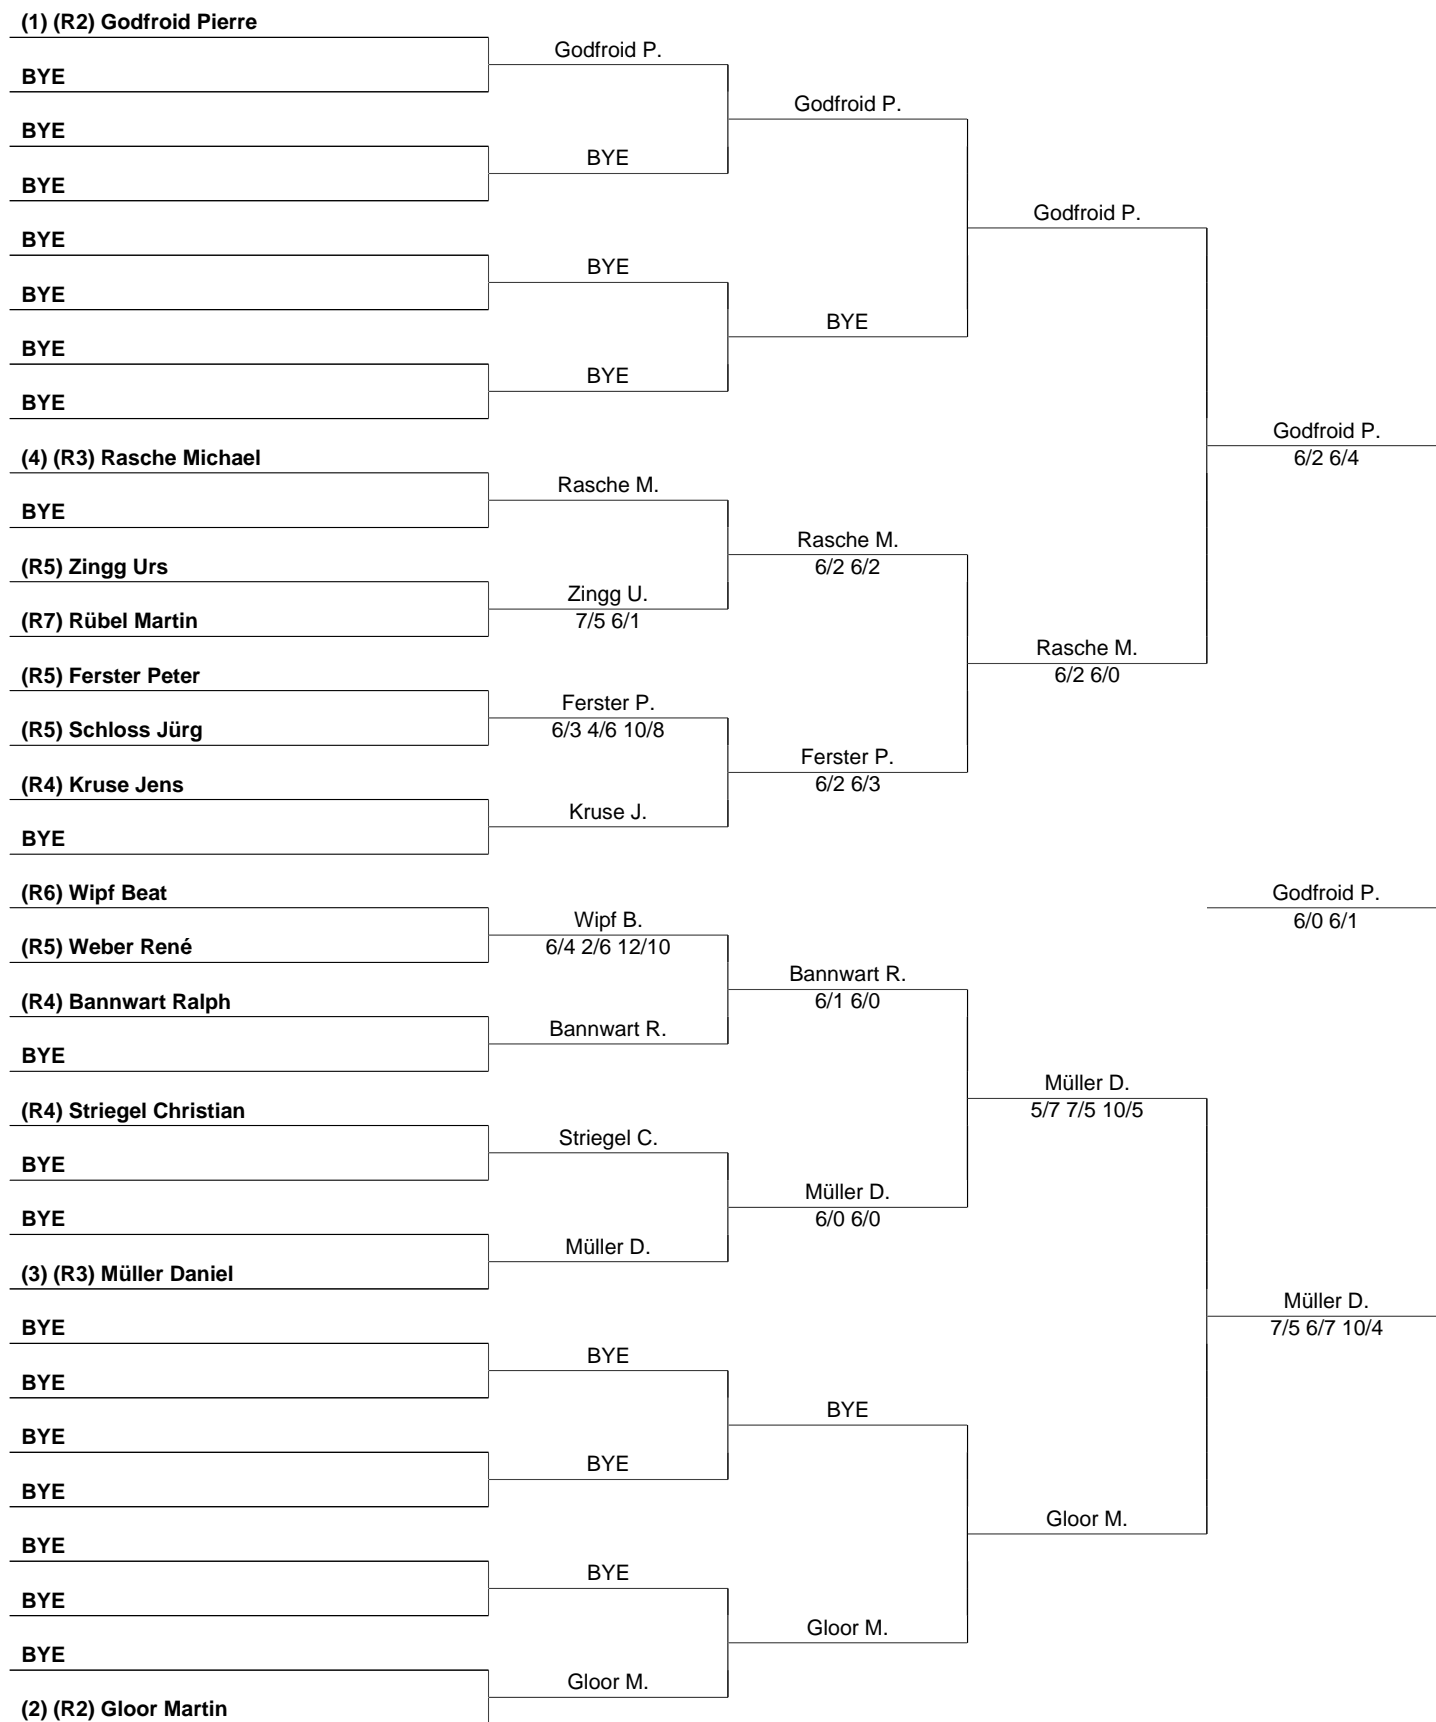 (1) (R2) Godfroid Pierre
Godfroid P.
BYE
Godfroid P.
BYE
BYE
BYE
Godfroid P.
BYE
BYE
BYE
BYE
BYE
BYE
BYE
Godfroid P.
6/2 6/4
(4) (R3) Rasche Michael
Rasche M.
BYE
Rasche M.
6/2 6/2
(R5) Zingg Urs
Zingg U.
7/5 6/1
(R7) Rübel Martin
Rasche M.
6/2 6/0
(R5) Ferster Peter
Ferster P.
6/3 4/6 10/8
(R5) Schloss Jürg
Ferster P.
6/2 6/3
(R4) Kruse Jens
Kruse J.
BYE
Godfroid P.
6/0 6/1
(R6) Wipf Beat
Wipf B.
6/4 2/6 12/10
(R5) Weber René
Bannwart R.
6/1 6/0
(R4) Bannwart Ralph
Bannwart R.
BYE
Müller D.
5/7 7/5 10/5
(R4) Striegel Christian
Striegel C.
BYE
Müller D.
6/0 6/0
BYE
Müller D.
(3) (R3) Müller Daniel
Müller D.
7/5 6/7 10/4
BYE
BYE
BYE
BYE
BYE
BYE
BYE
Gloor M.
BYE
BYE
BYE
Gloor M.
BYE
Gloor M.
(2) (R2) Gloor Martin